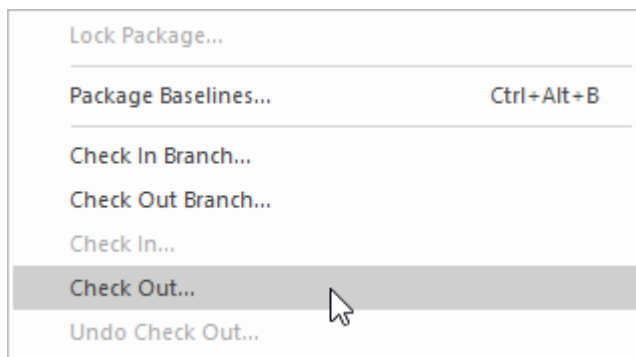 Lock Package...
Package Baselines... Ctrl+Alt+B
Check In Branch...
Check Out Branch...
Check In...
Check Out...
Undo Check Out...